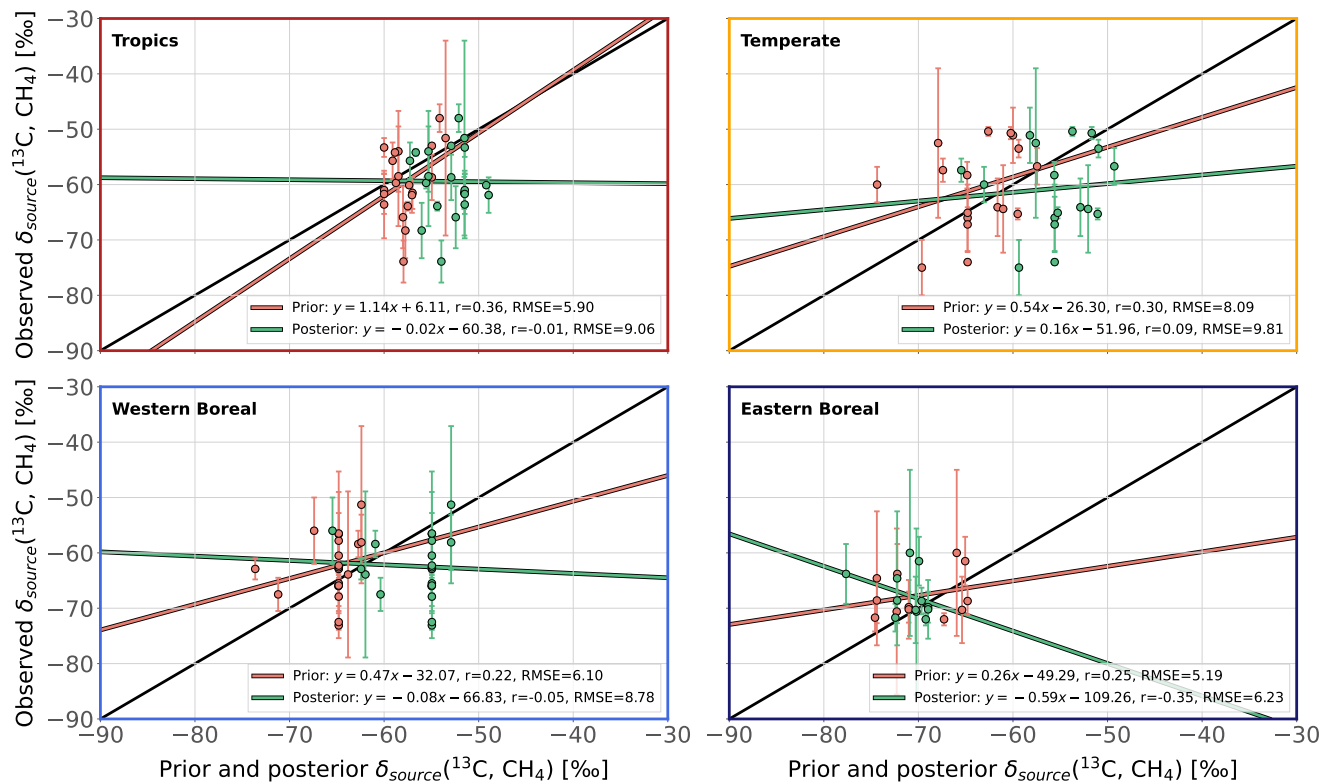 Observed δsource(¹³C, CH₄) [‰]
−30
−40
−50
−60
−70
−80
−90
Tropics
Prior: y = 1.14x + 6.11, r=0.36, RMSE=5.90
Posterior: y = − 0.02x − 60.38, r=-0.01, RMSE=9.06
Temperate
Prior: y = 0.54x − 26.30, r=0.30, RMSE=8.09
Posterior: y = 0.16x − 51.96, r=0.09, RMSE=9.81
Observed δsource(¹³C, CH₄) [‰]
−30
−40
−50
−60
−70
−80
−90
Western Boreal
Prior: y = 0.47x − 32.07, r=0.22, RMSE=6.10
Posterior: y = − 0.08x − 66.83, r=-0.05, RMSE=8.78
−90 −80 −70 −60 −50 −40 −30
Prior and posterior δsource(¹³C, CH₄) [‰]
Eastern Boreal
Prior: y = 0.26x − 49.29, r=0.25, RMSE=5.19
Posterior: y = − 0.59x − 109.26, r=-0.35, RMSE=6.23
−90 −80 −70 −60 −50 −40 −30
Prior and posterior δsource(¹³C, CH₄) [‰]